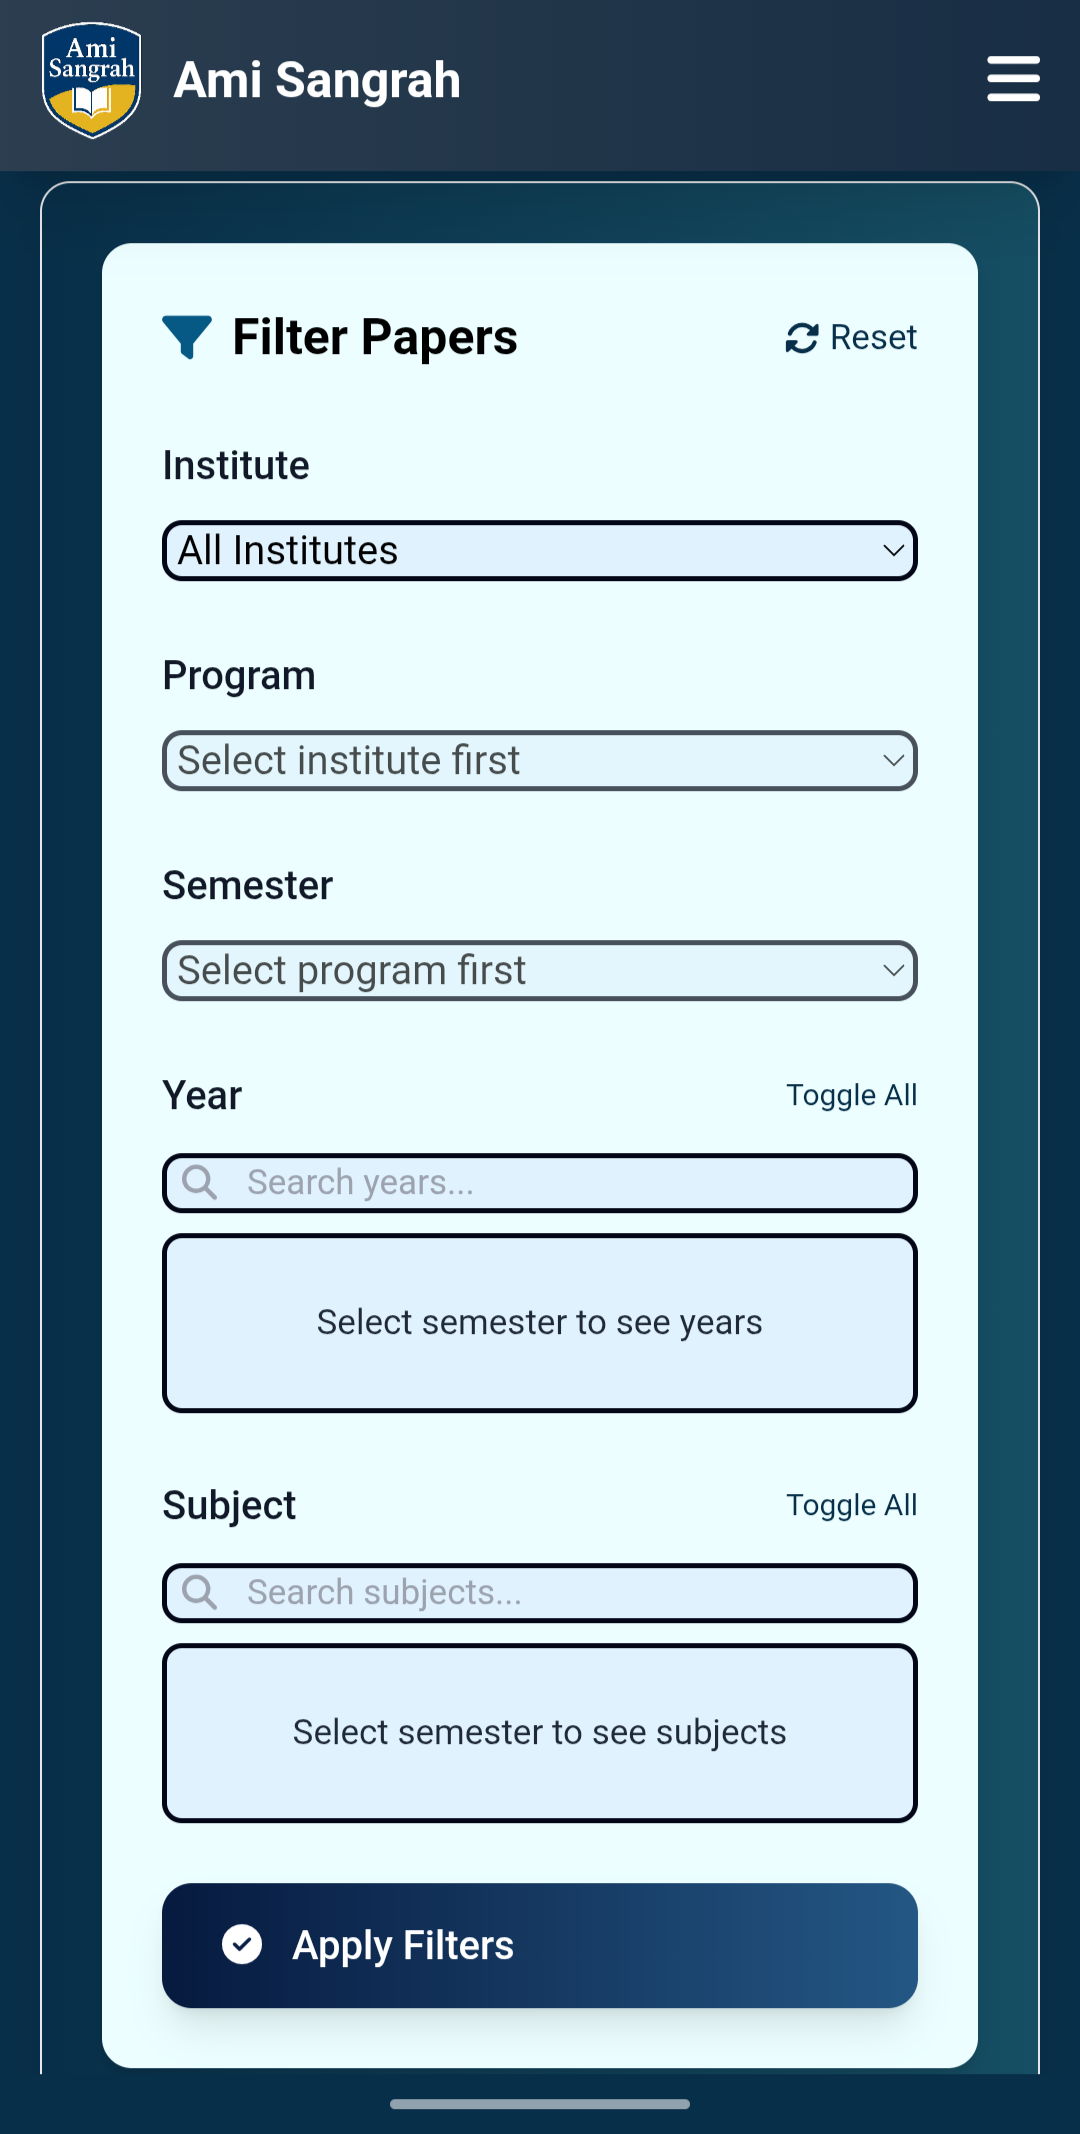 Ami
Sangrah
Ami Sangrah
Filter Papers
Reset
Institute
All Institutes
Program
Select institute first
Semester
Select program first
Year
Toggle All
Search years...
Select semester to see years
Subject
Toggle All
Search subjects...
Select semester to see subjects
Apply Filters